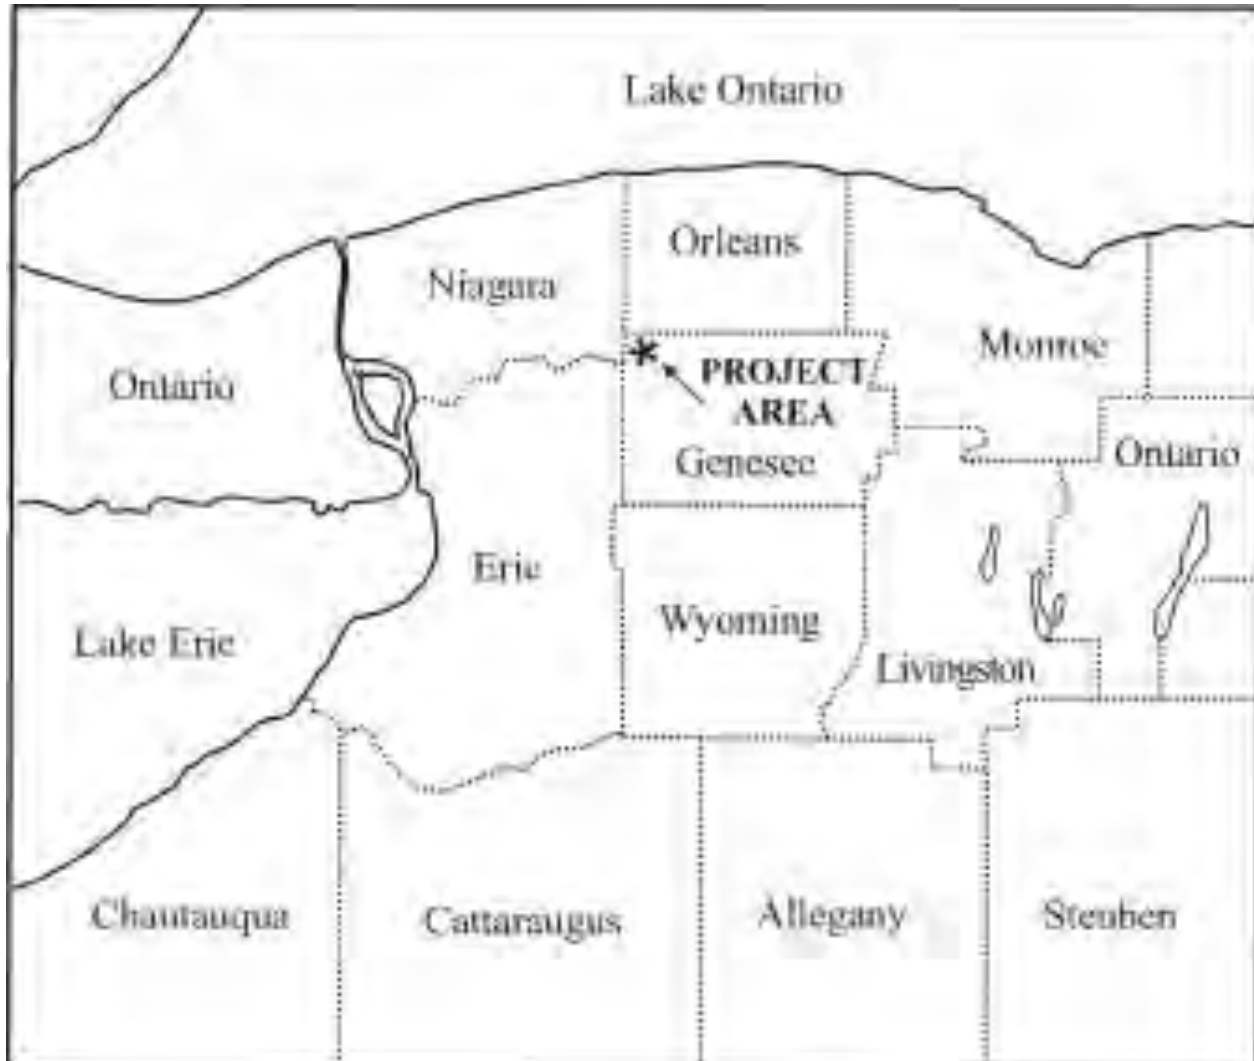 Lake Ontario
Orleans
Niagara
Monroe
Ontario
PROJECT
AREA
Ontario
Genesee
Erie
Wyoming
Lake Erie
Livingston
Chautauqua
Cattaraugus
Allegany
Steuben